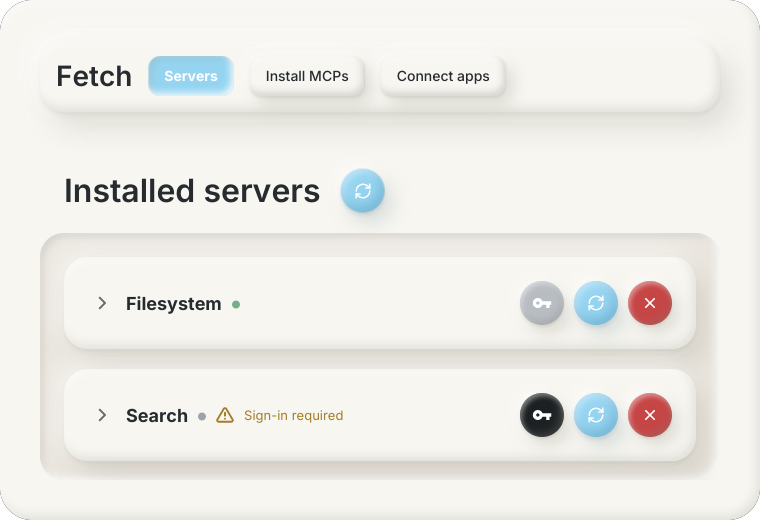 Fetch Servers Install MCPs Connect apps
Installed servers
Filesystem
Search Sign-in required